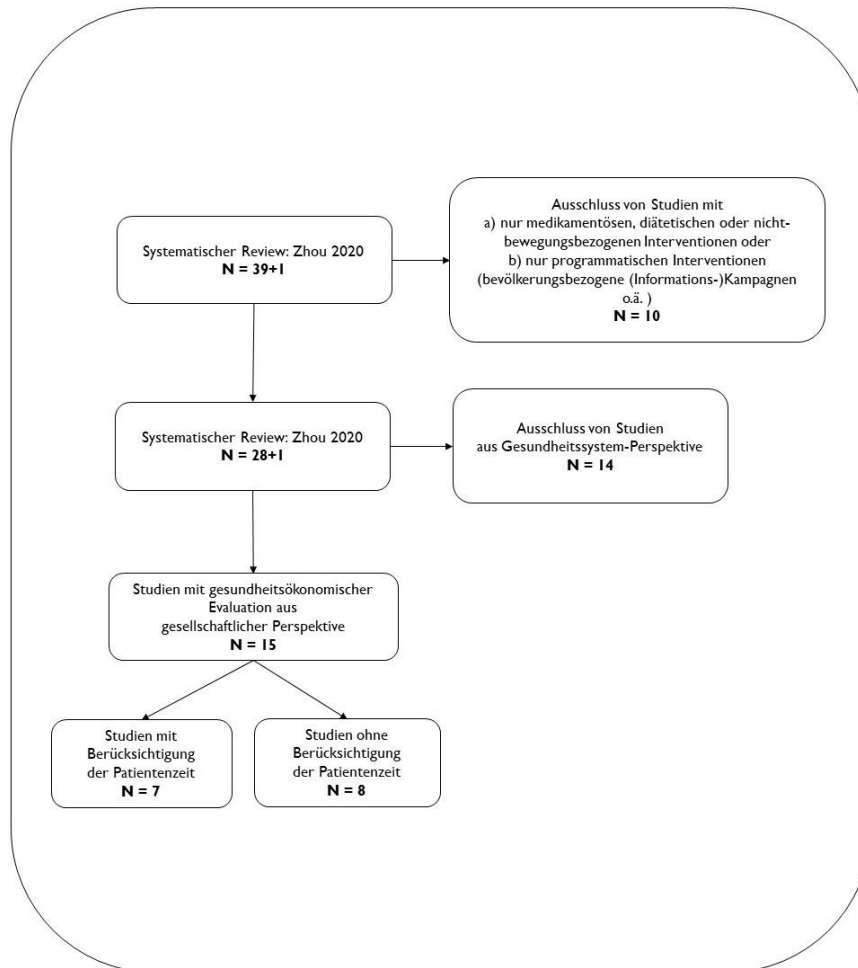 Systematischer Review: Zhou 2020
N = 39+1
Ausschluss von Studien mit
a) nur medikamentösen, diätetischen oder nicht-
bewegungsbezogenen Interventionen oder
b) nur programmatischen Interventionen
(bevölkerungsbezogene (Informations-)Kampagnen
o.ä. )
N = 10
Systematischer Review: Zhou 2020
N = 28+1
Ausschluss von Studien
aus Gesundheitssystem-Perspektive
N = 14
Studien mit gesundheitsökonomischer
Evaluation aus
gesellschaftlicher Perspektive
N = 15
Studien mit
Berücksichtigung
der Patientenzeit
N = 7
Studien ohne
Berücksichtigung
der Patientenzeit
N = 8